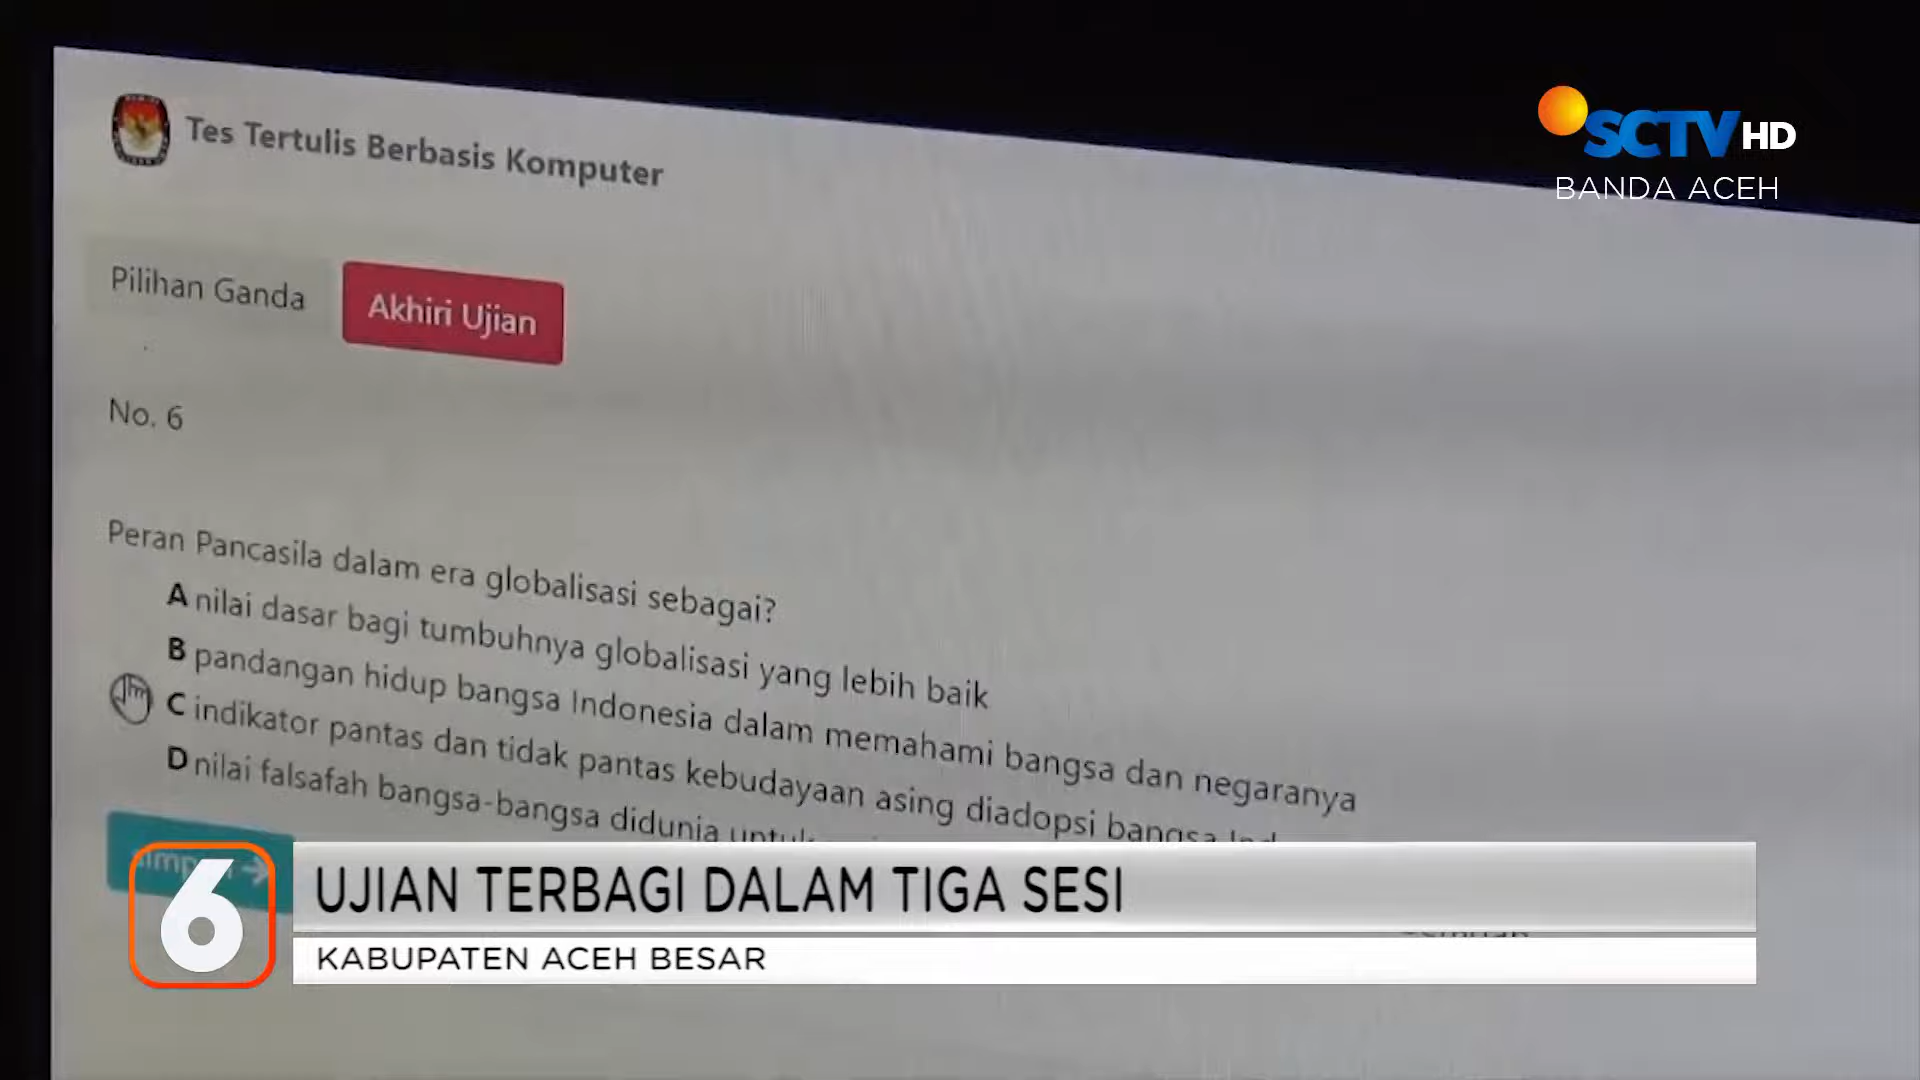 SCTV HD
BANDA ACEH
Tes Tertulis Berbasis Komputer
Pilihan Ganda
Akhiri Ujian
No. 6
Peran Pancasila dalam era globalisasi sebagai?
A nilai dasar bagi tumbuhnya globalisasi yang lebih baik
B pandangan hidup bangsa Indonesia dalam memahami bangsa dan negaranya
C indikator pantas dan tidak pantas kebudayaan asing diadopsi bangsa
D nilai falsafah bangsa-bangsa didunia untuk
6
UJIAN TERBAGI DALAM TIGA SESI
KABUPATEN ACEH BESAR